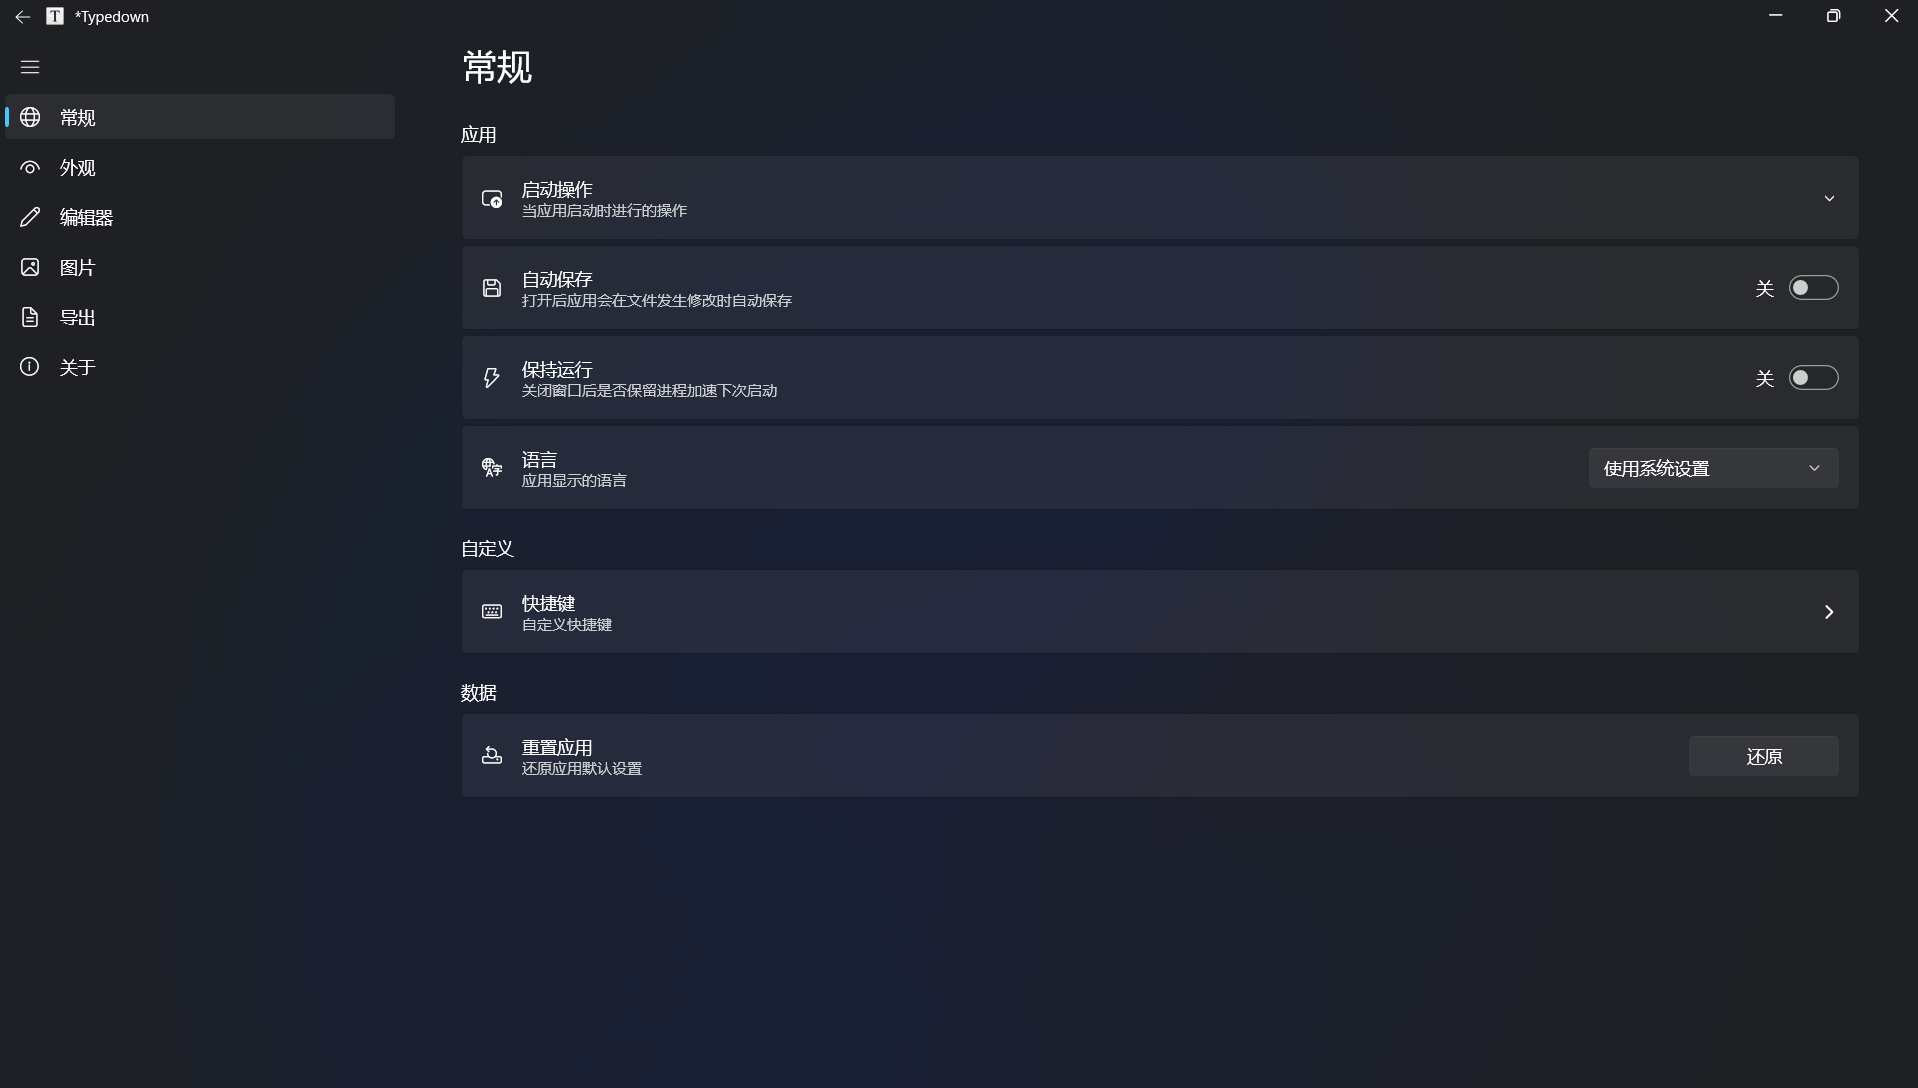 T *Typedown
常规
外观
编辑器
图片
导出
关于
常规
应用
启动操作
当应用启动时进行的操作
自动保存
打开后应用会在文件发生修改时自动保存
关
保持运行
关闭窗口后是否保留进程加速下次启动
关
语言
应用显示的语言
使用系统设置
自定义
快捷键
自定义快捷键
数据
重置应用
还原应用默认设置
还原